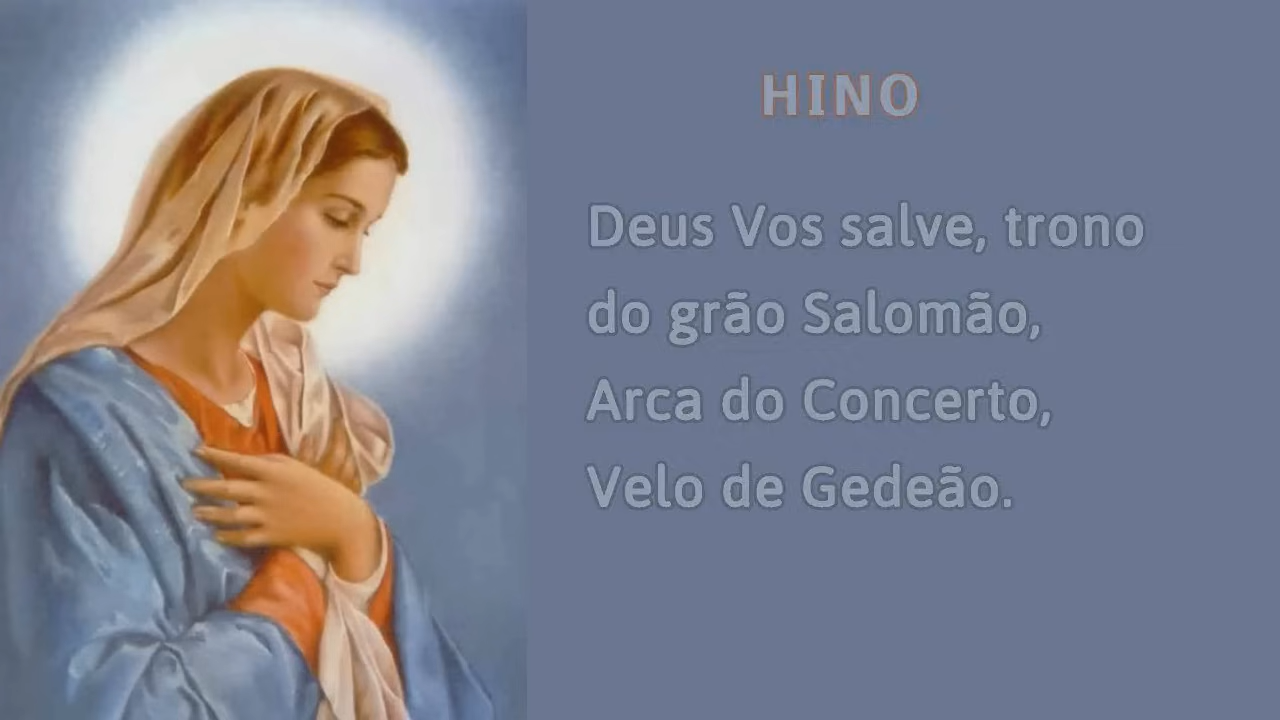 HINO
Deus Vos salve, trono
do grão Salomão,
Arca do Concerto,
Velo de Gedeão.